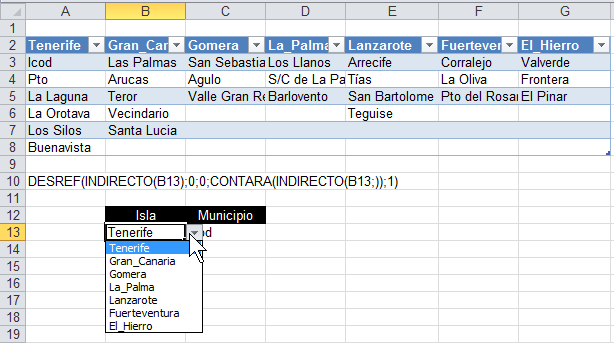 A B C D E F G
1
2 Tenerife Gran_Car Gomera La_Palma Lanzarote Fuertever El_Hierro
3 Icod Las Palmas San Sebastia Los Llanos Arrecife Corralejo Valverde
4 Pto Arucas Agulo S/C de La Pa Tías La Oliva Frontera
5 La Laguna Teror Valle Gran Re Barlovento San Bartolome Pto del Rosar El Pinar
6 La Orotava Vecindario Teguise
7 Los Silos Santa Lucía
8 Buenavista
9
10 DESREF(INDIRECTO(B13);0;0;CONTARA(INDIRECTO(B13;));1)
11
12 Isla Municipio
13 Tenerife od
14 Tenerife
15 Gran_Canaria
16 Gomera
La_Palma
17 Lanzarote
18 Fuerteventura
19 El_Hierro